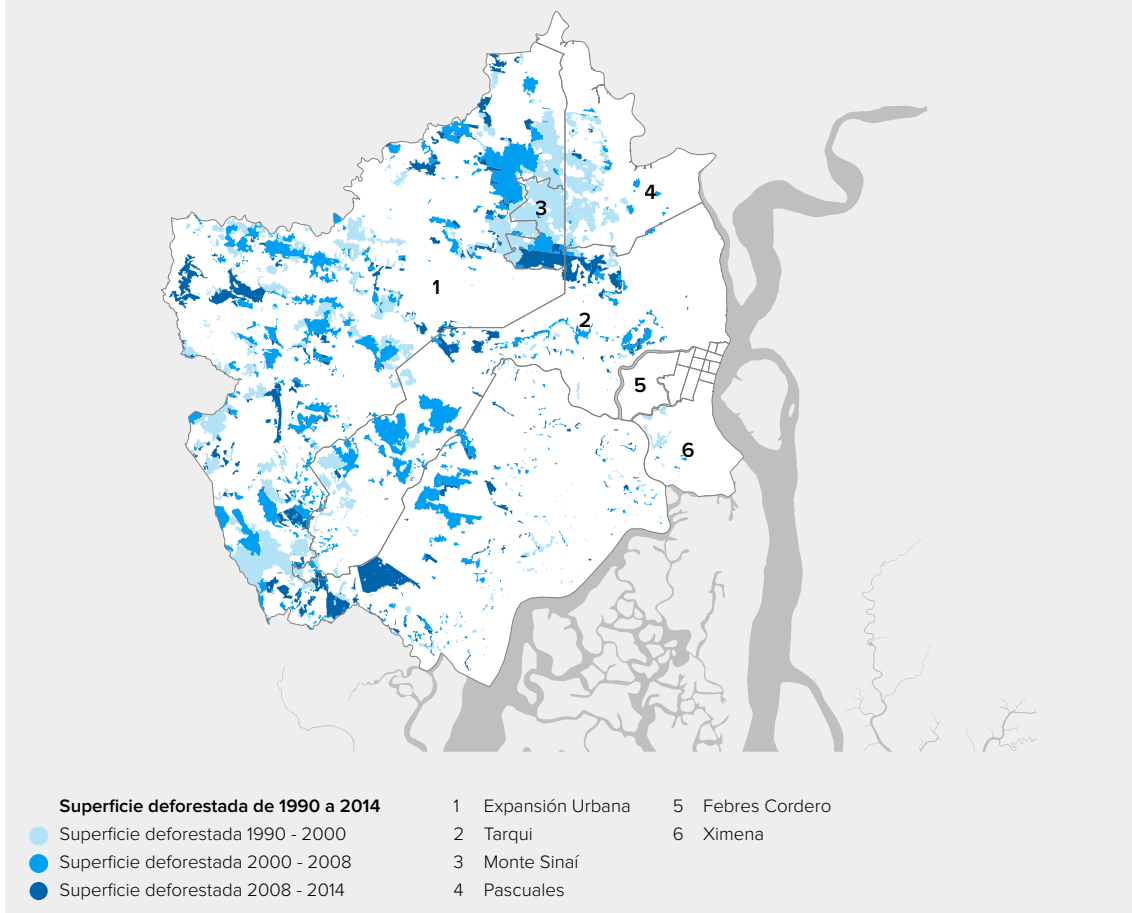 4
3
1
2
5
6
Superficie deforestada de 1990 a 2014
Superficie deforestada 1990 - 2000
Superficie deforestada 2000 - 2008
Superficie deforestada 2008 - 2014
1 Expansión Urbana
2 Tarqui
3 Monte Sinaí
4 Pascuales
5 Febres Cordero
6 Ximena